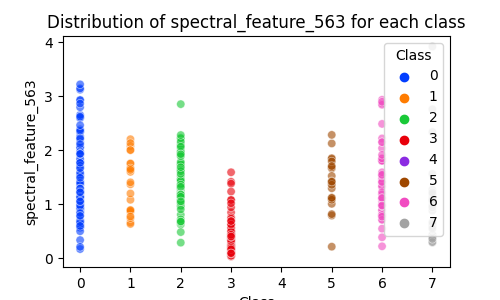 Distribution of spectral_feature_563 for each class
4
3
2
1
0
spectral_feature_563
Class
0
1
2
3
4
5
6
7
0 1 2 3 4 5 6 7
Class